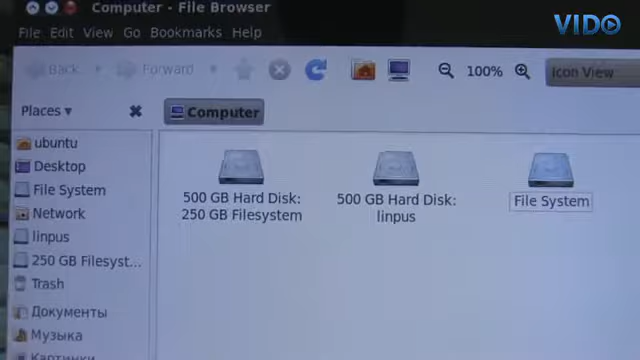 Computer - File Browser
VIDO
File Edit View Go Bookmarks Help
Back Forward 100% Icon View
Places Computer
ubuntu
Desktop
File System
Network
linpus
250 GB Filesyst...
Trash
Документы
Музыка
Картинки
500 GB Hard Disk:
250 GB Filesystem
500 GB Hard Disk:
linpus
File System